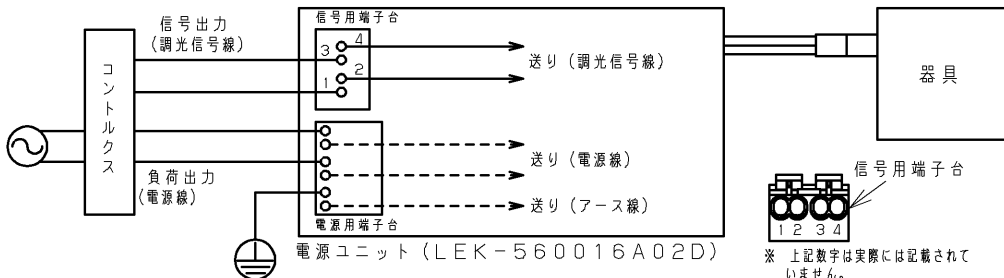 信号出力
(調光信号線)
コントルクス
負荷出力
(電源線)
信号用端子台
3 4
1 2
送り(調光信号線)
送り(電源線)
送り(アース線)
電源用端子台
電源ユニット(LEK-560016A02D)
器具
信号用端子台
1 2 3 4
※ 上記数字は実際には記載されて
いません。